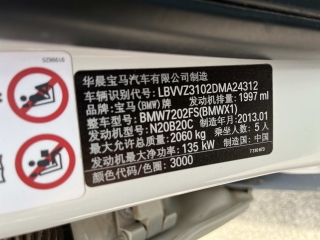 华晨宝马汽车有限公司制造
车辆识别代号: LBVVZ3102DMA24312
品牌: 宝马(BMW)牌 发动机排量: 1997 ml
整车型号: BMW7202FS(BMWX1)
发动机型号: N20B20C 制造年月: 2013.01
最大总质量: 2060 kg 乘坐人数: 5 人
发动机最大净功率: 135 kW 制造国: 中国
颜色代码/色圈: 3000